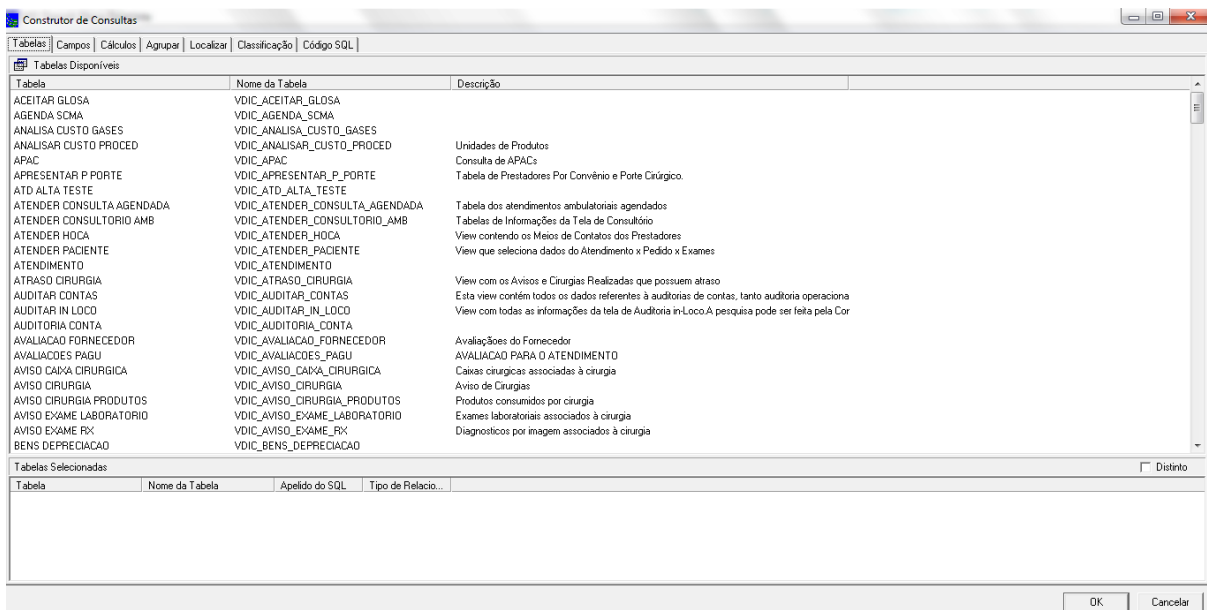 Construtor de Consultas
Tabelas Campos Cálculos Agrupar Localizar Classificação Código SQL
Tabelas Disponíveis
Tabela Nome da Tabela Descrição
ACEITAR GLOSA VDIC_ACEITAR_GLOSA
AGENDA SCMA VDIC_AGENDA_SCMA
ANALISA CUSTO GASES VDIC_ANALISA_CUSTO_GASES
ANALISAR CUSTO PROCED VDIC_ANALISAR_CUSTO_PROCED Unidades de Produtos
APAC VDIC_APAC Consulta de APACs
APRESENTAR P PORTE VDIC_APRESENTAR_P_PORTE Tabela de Prestadores Por Convênio e Porte Cirúrgico.
ATD ALTA TESTE VDIC_ATD_ALTA_TESTE
ATENDER CONSULTA AGENDADA VDIC_ATENDER_CONSULTA_AGENDADA Tabela dos atendimentos ambulatoriais agendados
ATENDER CONSULTORIO AMB VDIC_ATENDER_CONSULTORIO_AMB Tabelas de Informações da Tela de Consultório
ATENDER HOCA VDIC_ATENDER_HOCA View contendo os Meios de Contatos dos Prestadores
ATENDER PACIENTE VDIC_ATENDER_PACIENTE View que seleciona dados do Atendimento x Pedido x Exames
ATENDIMENTO VDIC_ATENDIMENTO
ATRASO CIRURGIA VDIC_ATRASO_CIRURGIA View com os Avisos e Cirurgias Realizadas que possuem atraso
AUDITAR CONTAS VDIC_AUDITAR_CONTAS Esta view contém todos os dados referentes à auditorias de contas, tanto auditoria operaciona
AUDITAR IN LOCO VDIC_AUDITAR_IN_LOCO View com todas as informações da tela de Auditoria in-Loco.A pesquisa pode ser feita pela Cor
AUDITORIA CONTA VDIC_AUDITORIA_CONTA
AVALIACAO FORNECEDOR VDIC_AVALIACAO_FORNECEDOR Avaliaçãoes do Fornecedor
AVALIACOES PAGU VDIC_AVALIACOES_PAGU AVALIACAO PARA O ATENDIMENTO
AVISO CAIXA CIRURGICA VDIC_AVISO_CAIXA_CIRURGICA Caixas cirurgicas associadas à cirurgia
AVISO CIRURGIA VDIC_AVISO_CIRURGIA Aviso de Cirurgias
AVISO CIRURGIA PRODUTOS VDIC_AVISO_CIRURGIA_PRODUTOS Produtos consumidos por cirurgia
AVISO EXAME LABORATORIO VDIC_AVISO_EXAME_LABORATORIO Exames laboratoriais associados à cirurgia
AVISO EXAME RX VDIC_AVISO_EXAME_RX Diagnosticos por imagem associados à cirurgia
BENS DEPRECIACAO VDIC_BENS_DEPRECIACAO
Tabelas Selecionadas Distinto
Tabela Nome da Tabela Apelido do SQL Tipo de Relacio...
OK Cancelar